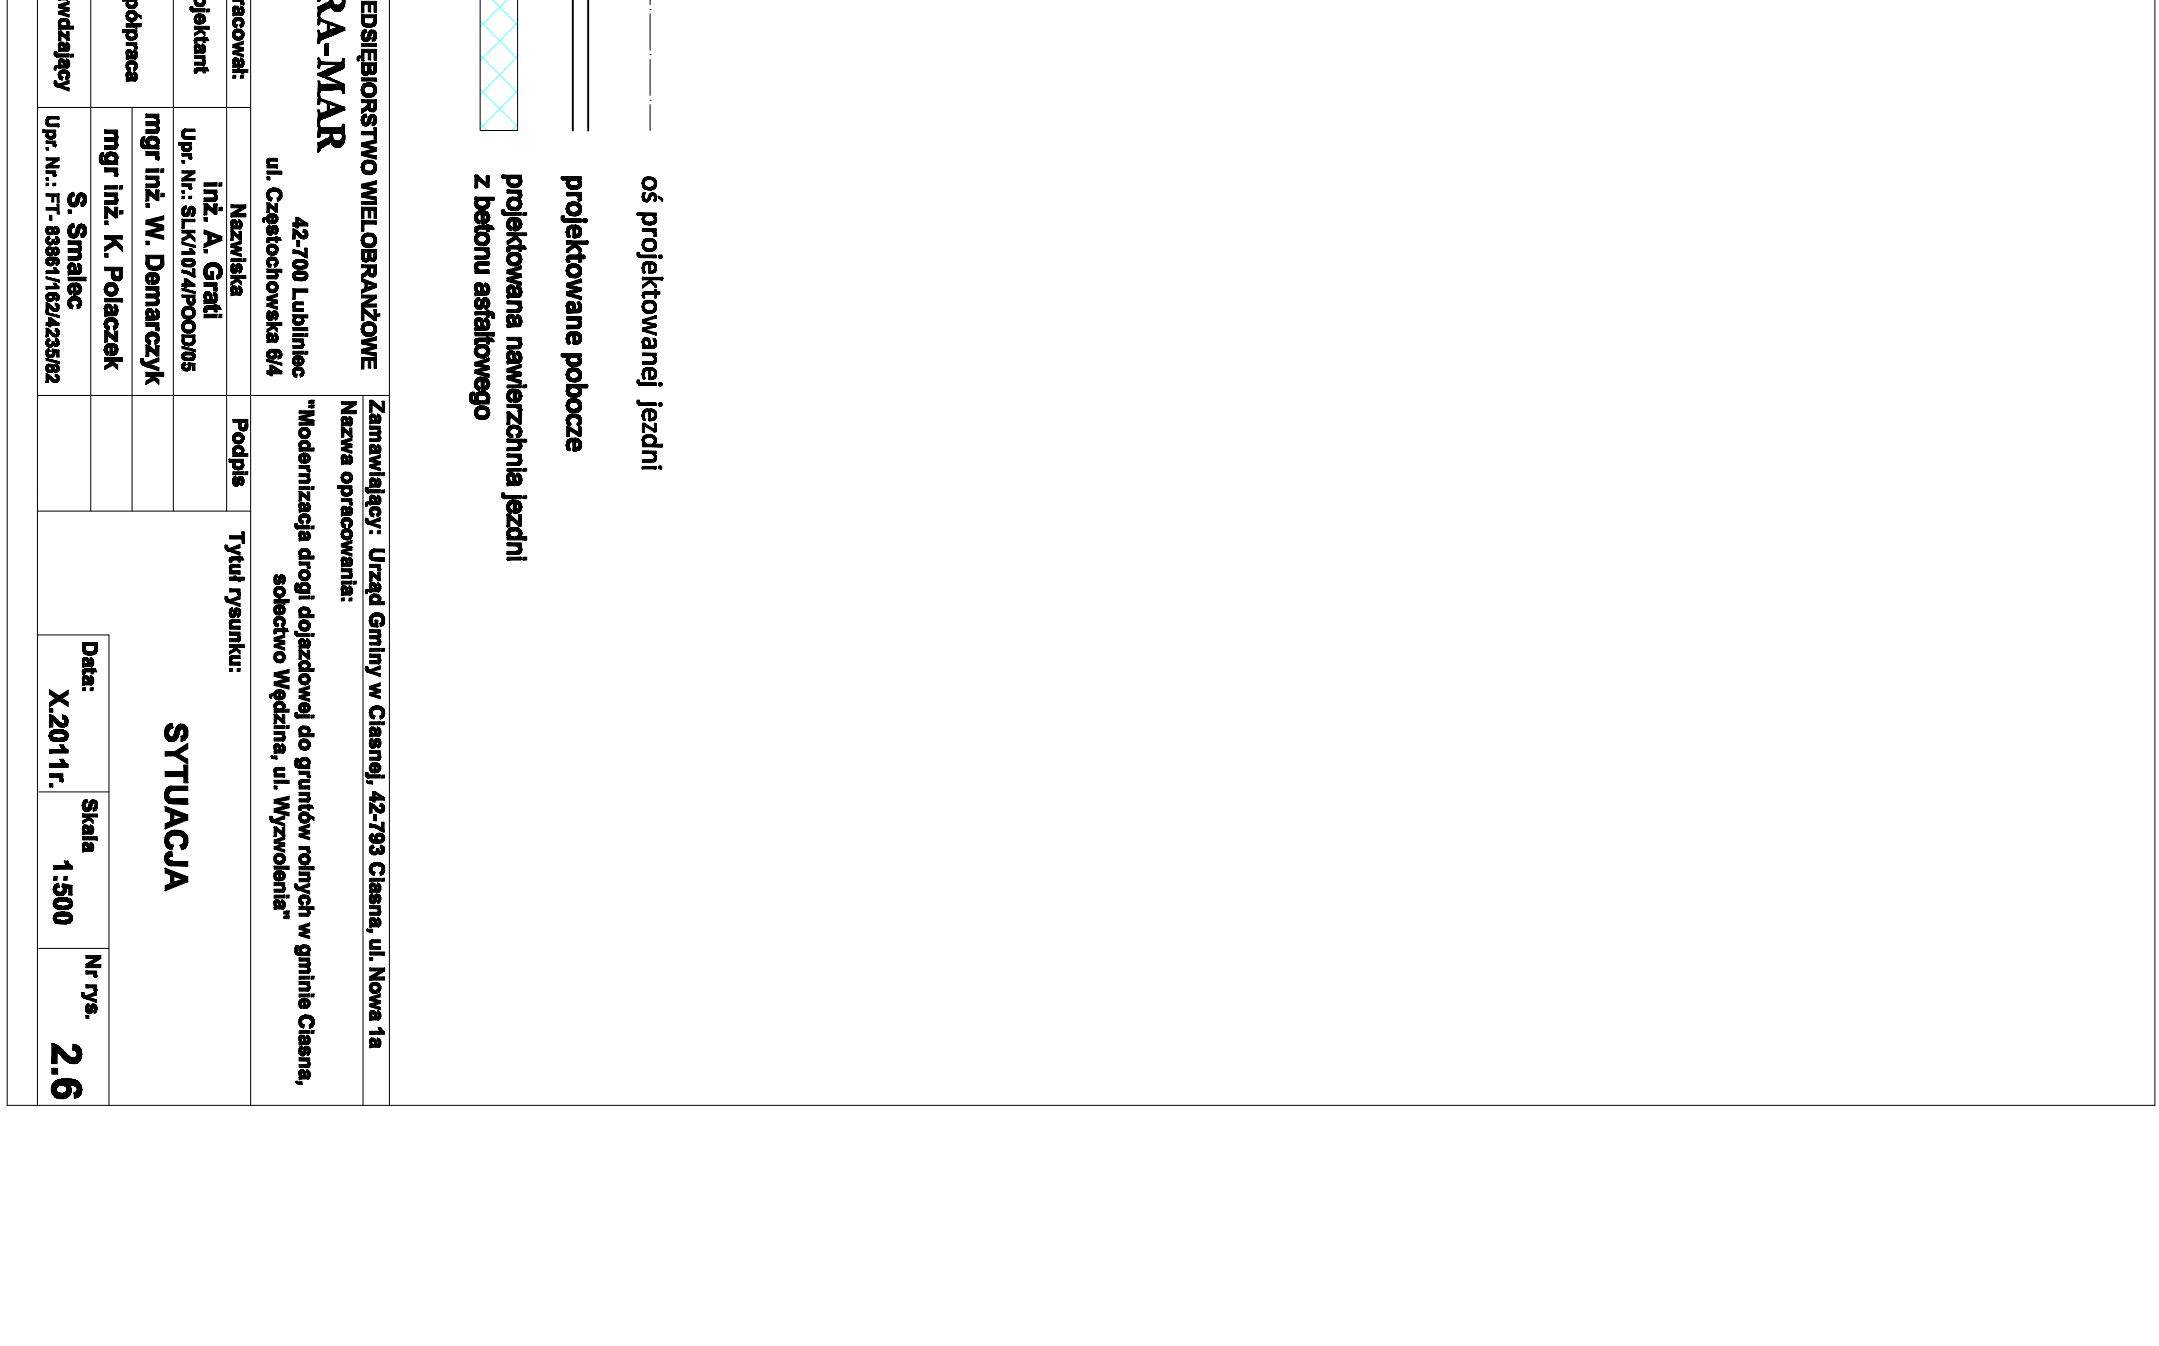 oś projektowanej jezdni
projektowane pobocze
projektowana nawierzchnia jezdni
z betonu asfaltowego
EDSIĘBIORSTWO WIELOBRANŻOWE
RA-MAR
42-700 Lubliniec
ul. Częstochowska 6/4
Zamawiający: Urząd Gminy w Ciasnej, 42-793 Ciasna, ul. Nowa 1a
Nazwa opracowania:
"Modernizacja drogi dojazdowej do gruntów rolnych w gminie Ciasna,
sołectwo Wędzina, ul. Wyzwolenia"
racował: Nazwiska Podpis
ojektant
inż. A. Grati
Upr. Nr.: SLK/1074/POOD/05
półpraca
mgr inż. W. Demarczyk
mgr inż. K. Polaczek
wdzający
S. Smalec
Upr. Nr.: FT- 83861/162/4235/82
Tytuł rysunku:
SYTUACJA
Data:
X.2011r.
Skala
1:500
Nr rys.
2.6